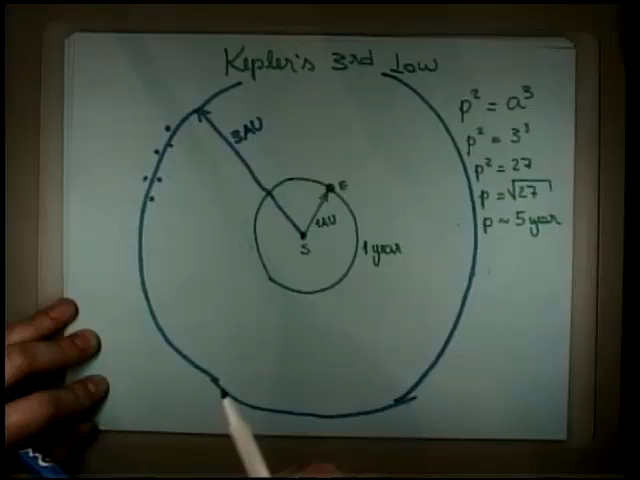 Kepler's 3rd Law
p² = a³
p² = 3³
p² = 27
p = √27
p ~ 5 year
3AU
E
1AU
S
1 year